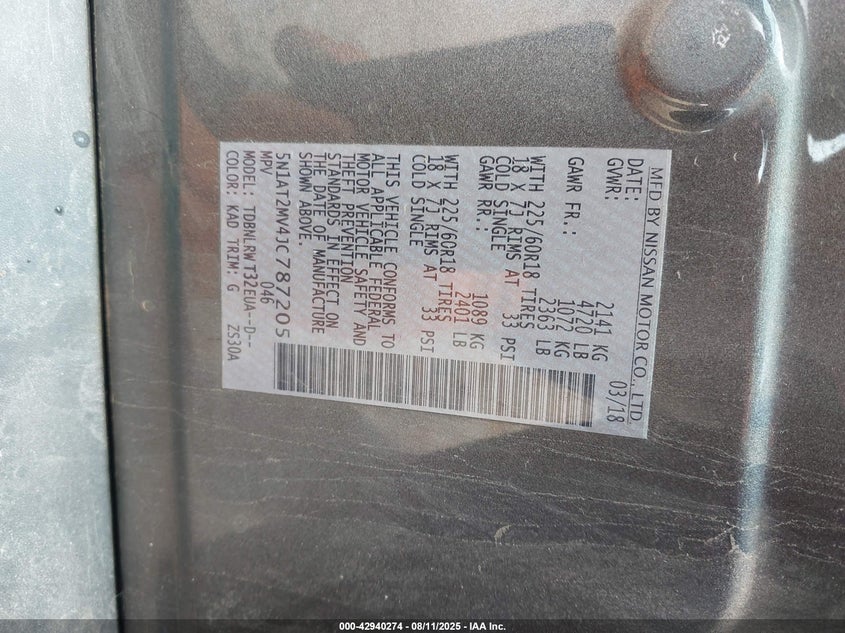 MFD BY NISSAN MOTOR CO., LTD.
DATE: 03/18
GVWR: 2141 KG
4720 LB
GAWR FR.: 1072 KG
2363 LB
WITH 225/60R18 TIRES
18 X 7J RIMS AT 33 PSI
COLD SINGLE
GAWR RR.: 1089 KG
2401 LB
WITH 225/60R18 TIRES
18 X 7J RIMS AT 33 PSI
COLD SINGLE
THIS VEHICLE CONFORMS TO
ALL APPLICABLE FEDERAL
MOTOR VEHICLE SAFETY AND
THEFT PREVENTION
STANDARDS IN EFFECT ON
THE DATE OF MANUFACTURE
SHOWN ABOVE.
5N1AT2MV4JC787205
MPV 046
MODEL: TDBNLRWT32EUA--D--
COLOR: KAD TRIM: G ZS30A
000-42940274 - 08/11/2025 - IAA Inc.